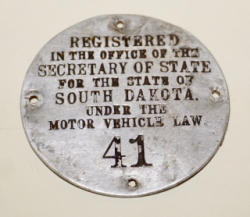 REGISTERED
IN THE OFFICE OF THE
SECRETARY OF STATE
FOR THE STATE OF
SOUTH DAKOTA.
UNDER THE
MOTOR VEHICLE LAW
41